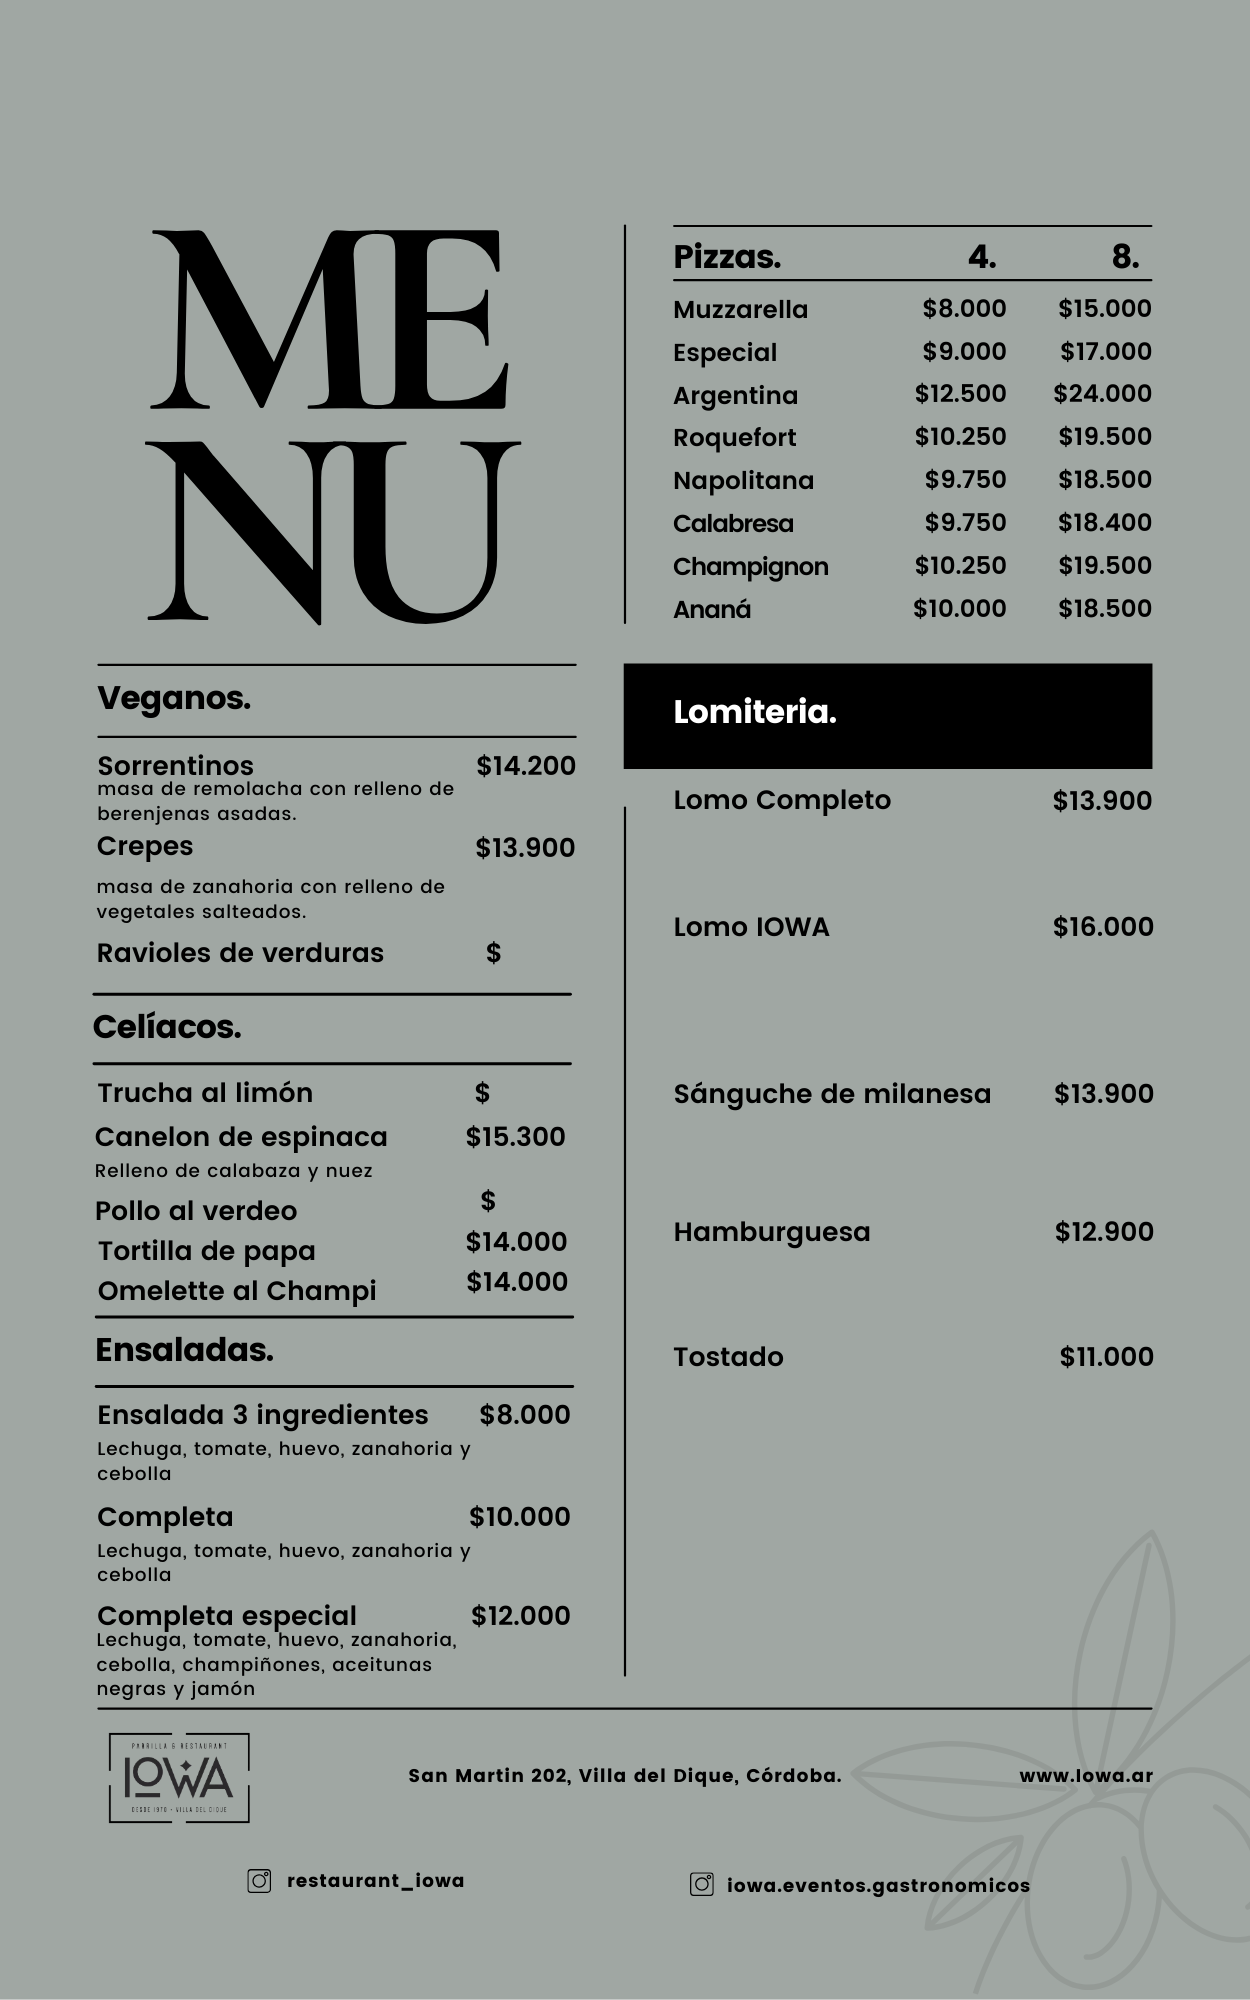 ME
NU
Pizzas. 4. 8.
Muzzarella $8.000 $15.000
Especial $9.000 $17.000
Argentina $12.500 $24.000
Roquefort $10.250 $19.500
Napolitana $9.750 $18.500
Calabresa $9.750 $18.400
Champignon $10.250 $19.500
Ananá $10.000 $18.500
Veganos.
Sorrentinos $14.200
masa de remolacha con relleno de
berenjenas asadas.
Crepes $13.900
masa de zanahoria con relleno de
vegetales salteados.
Ravioles de verduras $
Celíacos.
Trucha al limón $
Canelon de espinaca $15.300
Relleno de calabaza y nuez
Pollo al verdeo $
Tortilla de papa $14.000
Omelette al Champi $14.000
Ensaladas.
Ensalada 3 ingredientes $8.000
Lechuga, tomate, huevo, zanahoria y
cebolla
Completa $10.000
Lechuga, tomate, huevo, zanahoria y
cebolla
Completa especial $12.000
Lechuga, tomate, huevo, zanahoria,
cebolla, champiñones, aceitunas
negras y jamón
Lomiteria.
Lomo Completo $13.900
Lomo IOWA $16.000
Sánguche de milanesa $13.900
Hamburguesa $12.900
Tostado $11.000
PARRILLA & RESTAURANT
IOWA
DESDE 1970 • VILLA DEL DIQUE
San Martin 202, Villa del Dique, Córdoba.
www.Iowa.ar
restaurant_iowa
iowa.eventos.gastronomicos